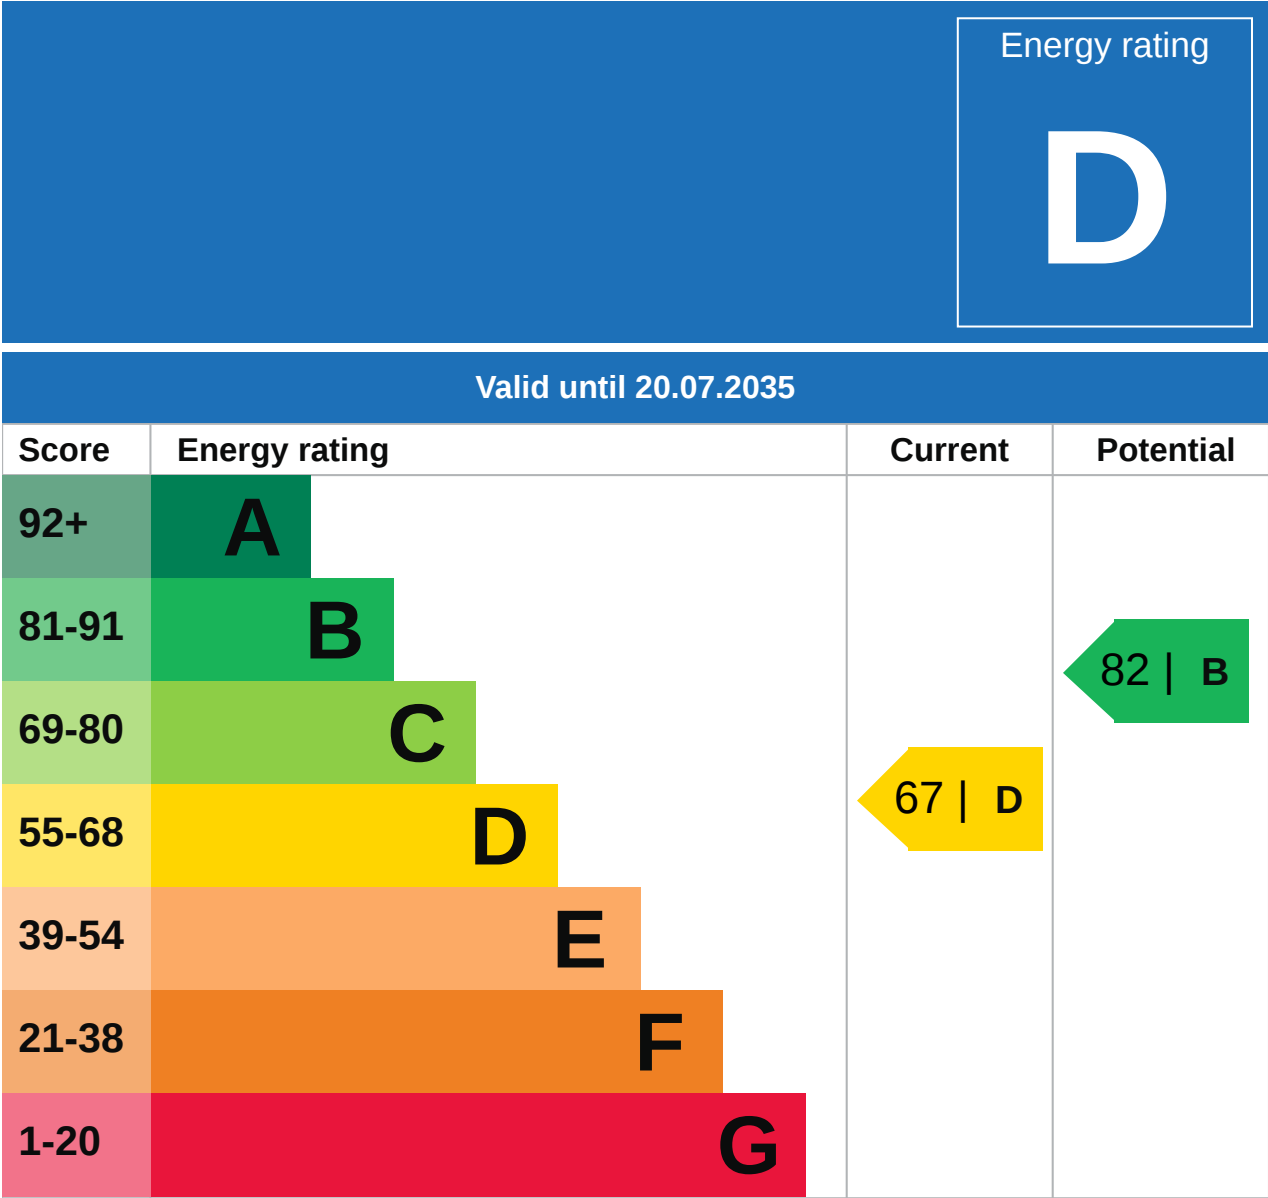 Energy rating
D
Valid until 20.07.2035
Score Energy rating Current Potential
92+ A
81-91 B
82 | B
69-80 C
67 | D
55-68 D
39-54 E
21-38 F
1-20 G